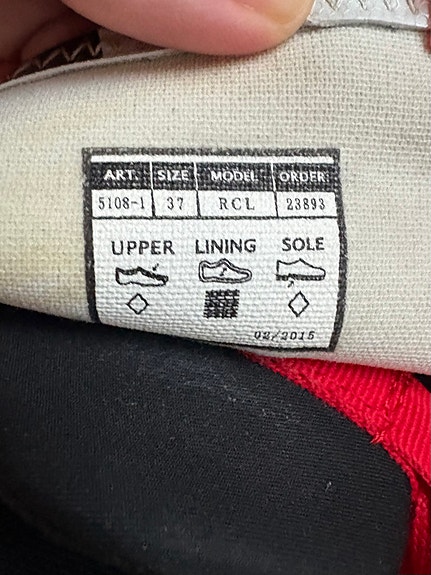 ART. SIZE MODEL ORDER
5108-1 37 RCL 23893
UPPER LINING SOLE
02/2015